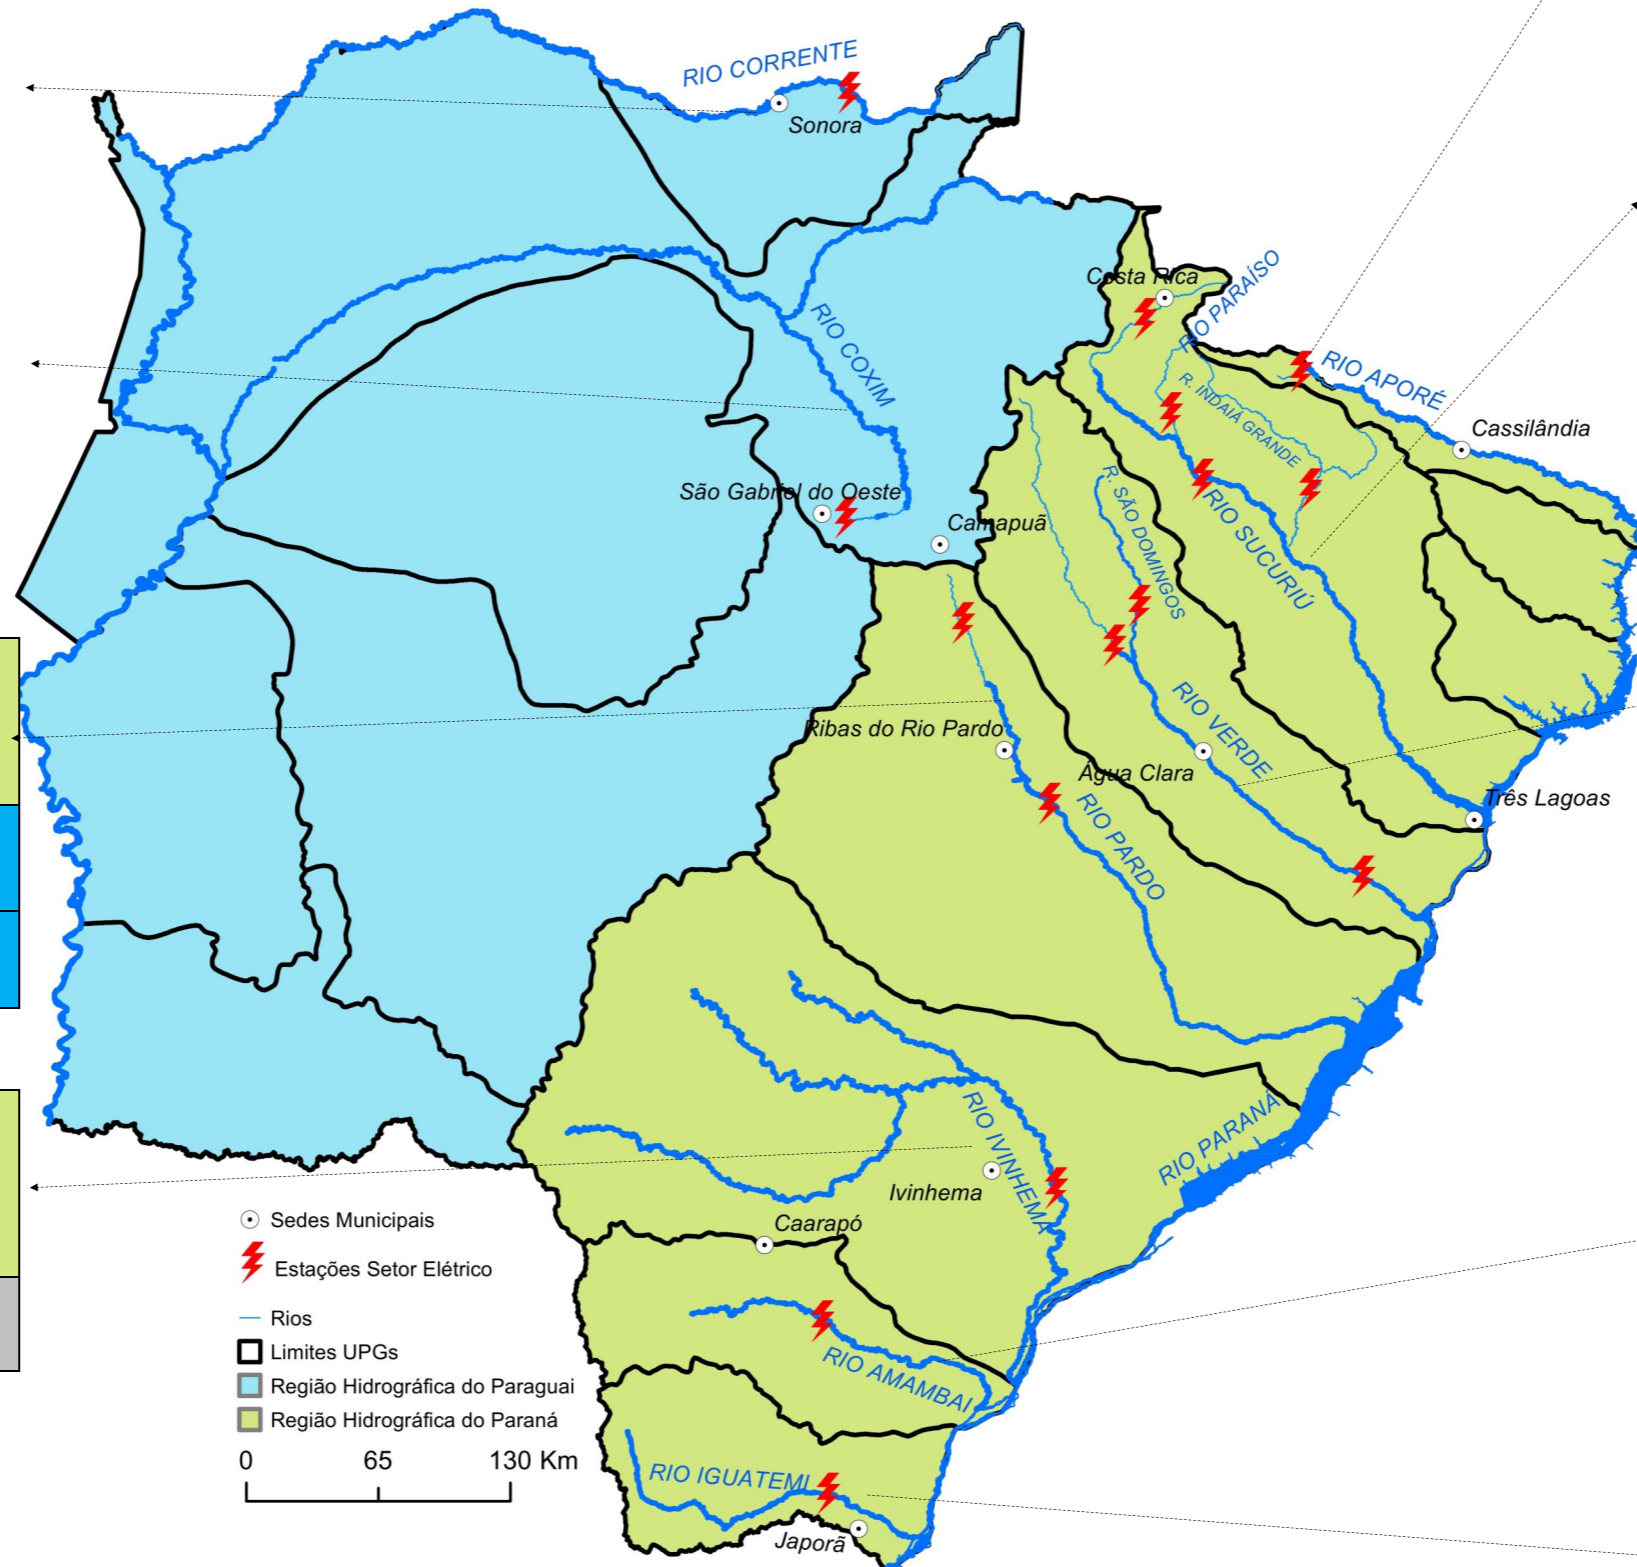 RIO CORRENTE
Sonora
Costa Rica
RIO PARAÍSO
RIO APORÉ
R. INDAIÁ GRANDE
Cassilândia
RIO COXIM
São Gabriel do Oeste
Camapuã
R. SÃO DOMINGOS
RIO SUCURIÚ
Ribas do Rio Pardo
RIO VERDE
Água Clara
Três Lagoas
RIO PARDO
RIO IVINHEMA
RIO PARANÁ
Ivinhema
Caarapó
RIO AMAMBAI
RIO IGUATEMI
Japorã
Sedes Municipais
Estações Setor Elétrico
Rios
Limites UPGs
Região Hidrográfica do Paraguai
Região Hidrográfica do Paraná
0 65 130 Km